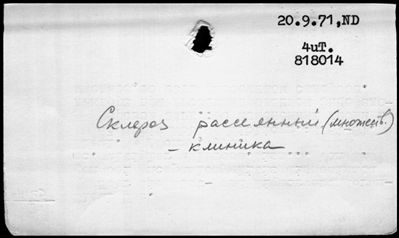 20.9.71,ND
4uT.
818014
Склероз рассеянный (множеств.)
- клиника